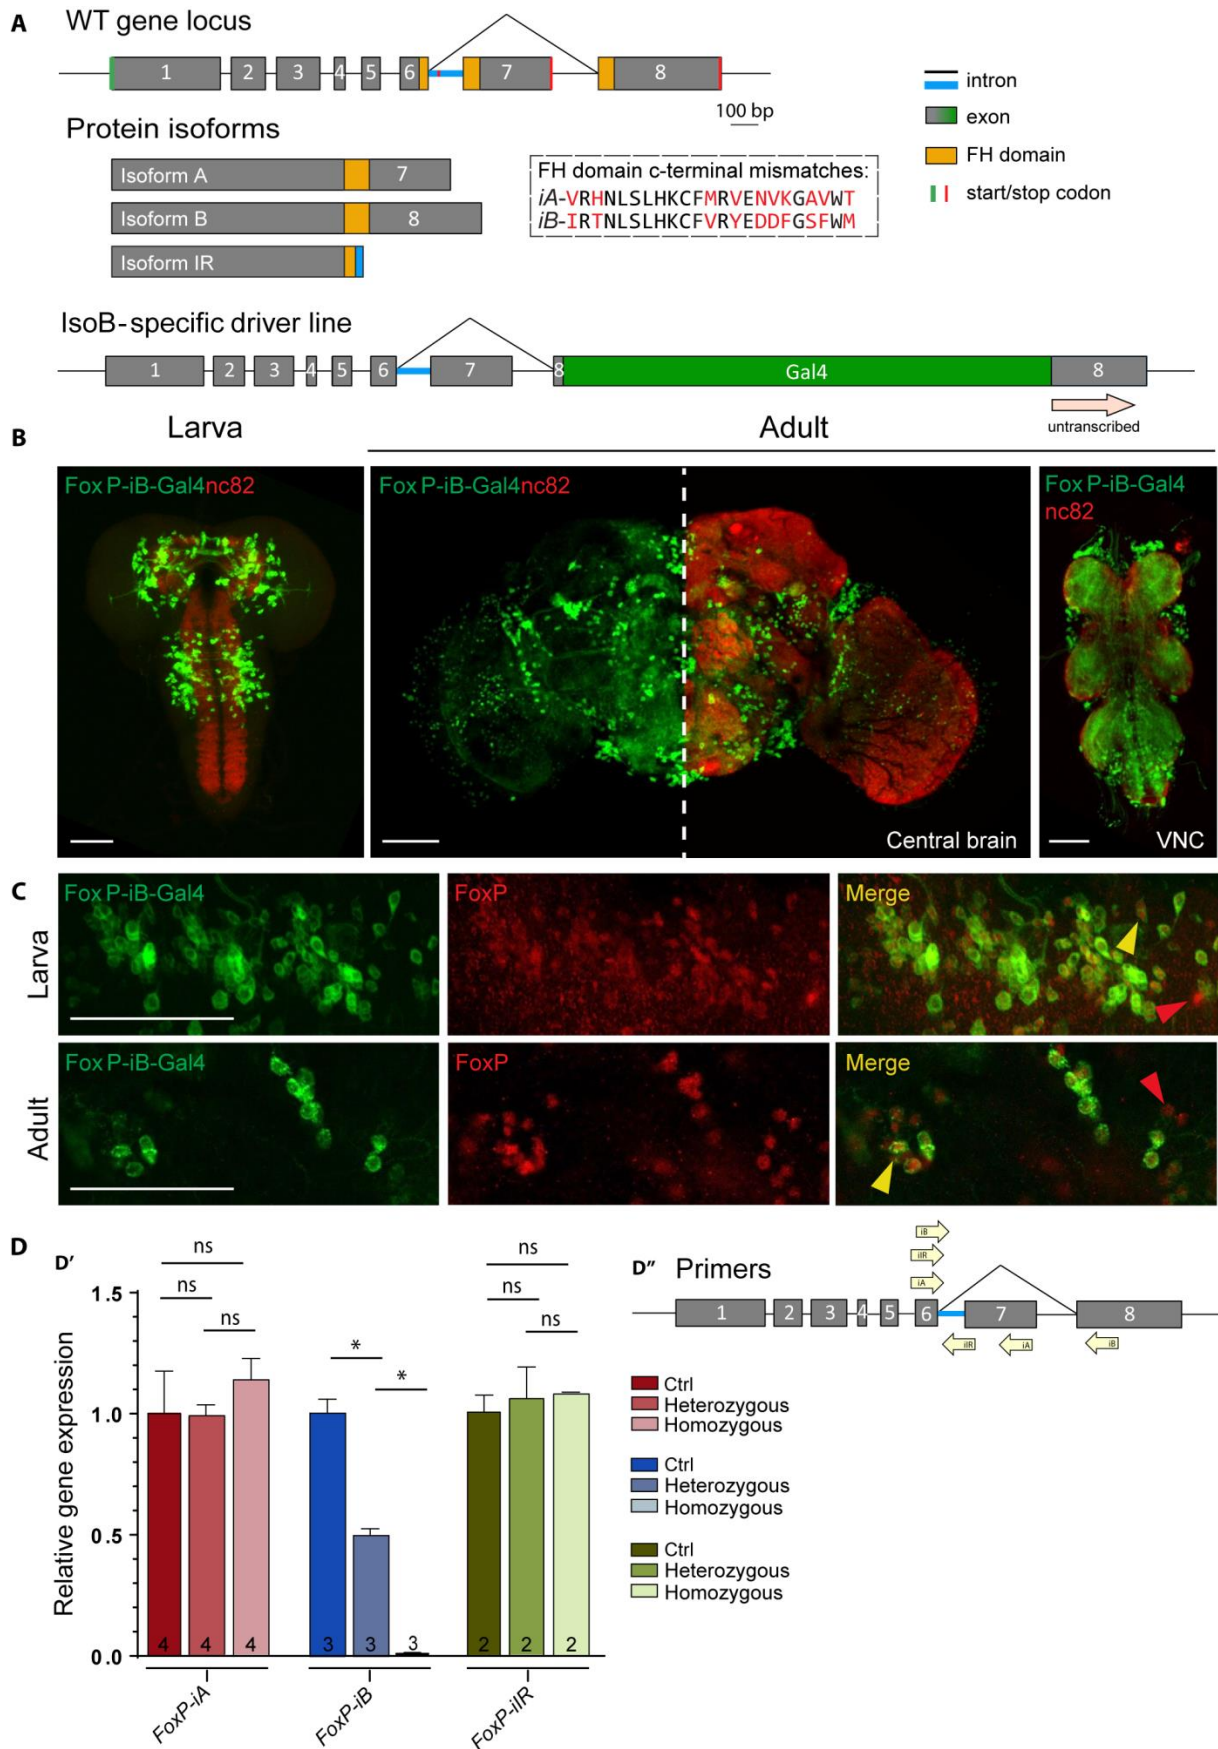 A
WT gene locus
1 2 3 4 5 6 7 8
100 bp
intron
exon
FH domain
start/stop codon
Protein isoforms
Isoform A 7
Isoform B 8
Isoform IR
FH domain c-terminal mismatches:
iA-VRHNLSLHKCFMRVENVKGAVWT
iB-IRTNLSLHKCFVRYEDDFGSFWM
IsoB-specific driver line
1 2 3 4 5 6 7 8 Gal4 8
untranscribed
B
Larva
Adult
FoxP-iB-Gal4nc82
FoxP-iB-Gal4nc82
Central brain
FoxP-iB-Gal4
nc82
VNC
C
Larva
FoxP-iB-Gal4
FoxP
Merge
Adult
FoxP-iB-Gal4
FoxP
Merge
D
D'
Relative gene expression
1.5
1.0
0.5
0.0
ns
ns
ns
*
*
ns
ns
ns
4 4 4
3 3 3
2 2 2
FoxP-iA
FoxP-iB
FoxP-iIR
D"
Primers
iB
iIR
iA
1 2 3 4 5 6 7 8
iIR iA iB
Ctrl
Heterozygous
Homozygous
Ctrl
Heterozygous
Homozygous
Ctrl
Heterozygous
Homozygous